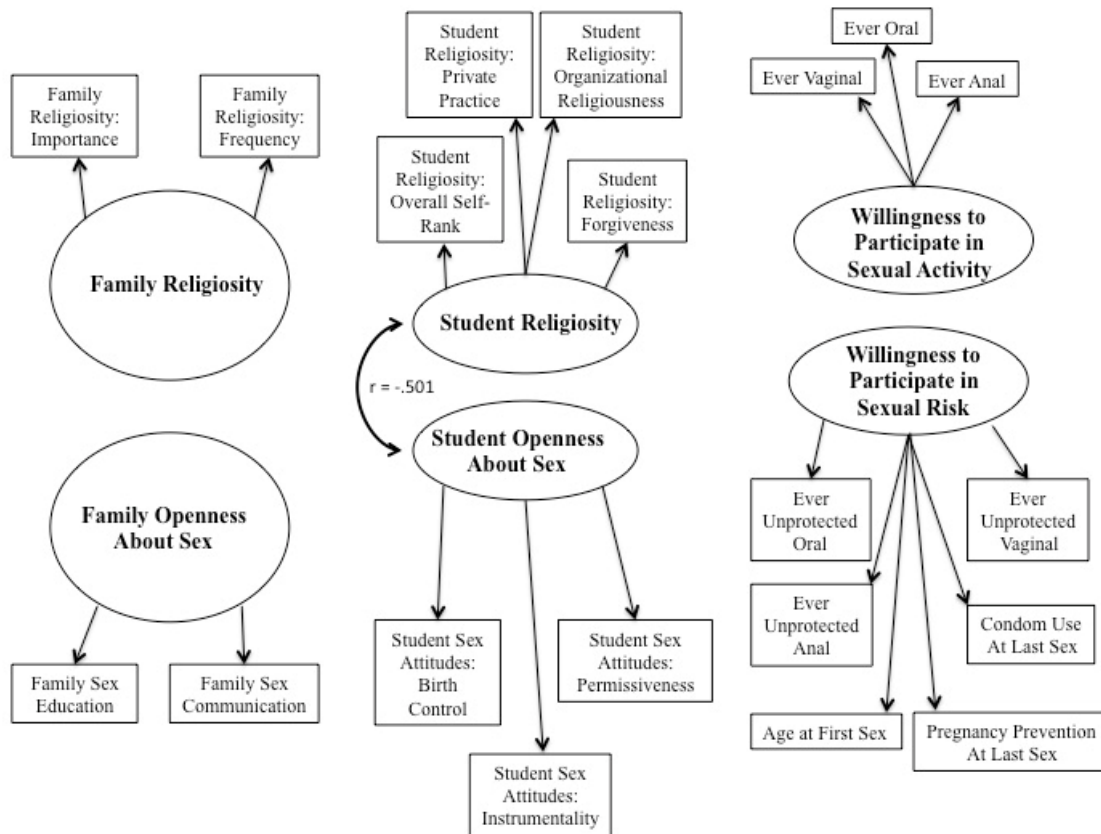 Family
Religiosity:
Importance
Family
Religiosity:
Frequency
Family Religiosity
Family Openness
About Sex
Family Sex
Education
Family Sex
Communication
Student
Religiosity:
Private
Practice
Student
Religiosity:
Organizational
Religiousness
Student
Religiosity:
Overall Self-
Rank
Student
Religiosity:
Forgiveness
Student Religiosity
r = -.501
Student Openness
About Sex
Student Sex
Attitudes:
Birth
Control
Student Sex
Attitudes:
Permissiveness
Student Sex
Attitudes:
Instrumentality
Ever Oral
Ever Vaginal
Ever Anal
Willingness to
Participate in
Sexual Activity
Willingness to
Participate in
Sexual Risk
Ever
Unprotected
Oral
Ever
Unprotected
Vaginal
Ever
Unprotected
Anal
Condom Use
At Last Sex
Age at First Sex
Pregnancy Prevention
At Last Sex